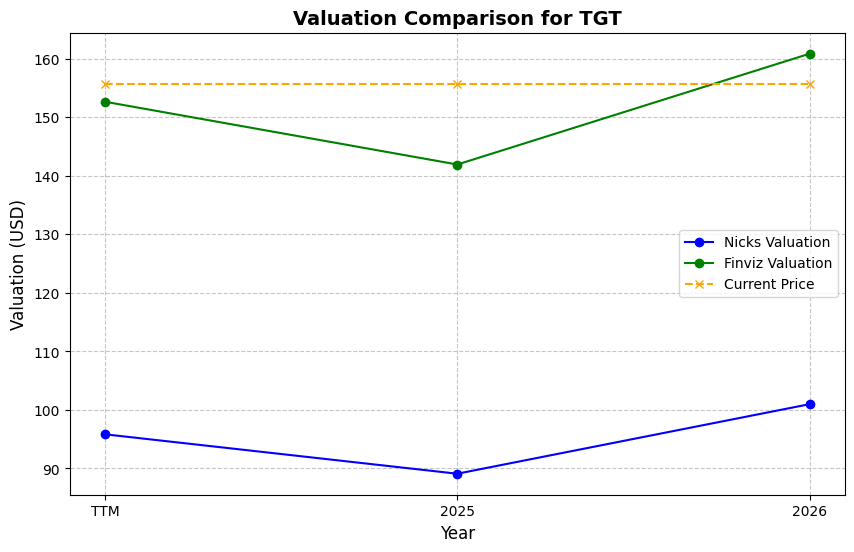 Valuation Comparison for TGT
Valuation (USD)
160
150
140
130
120
110
100
90
Nicks Valuation
Finviz Valuation
Current Price
TTM
2025
2026
Year